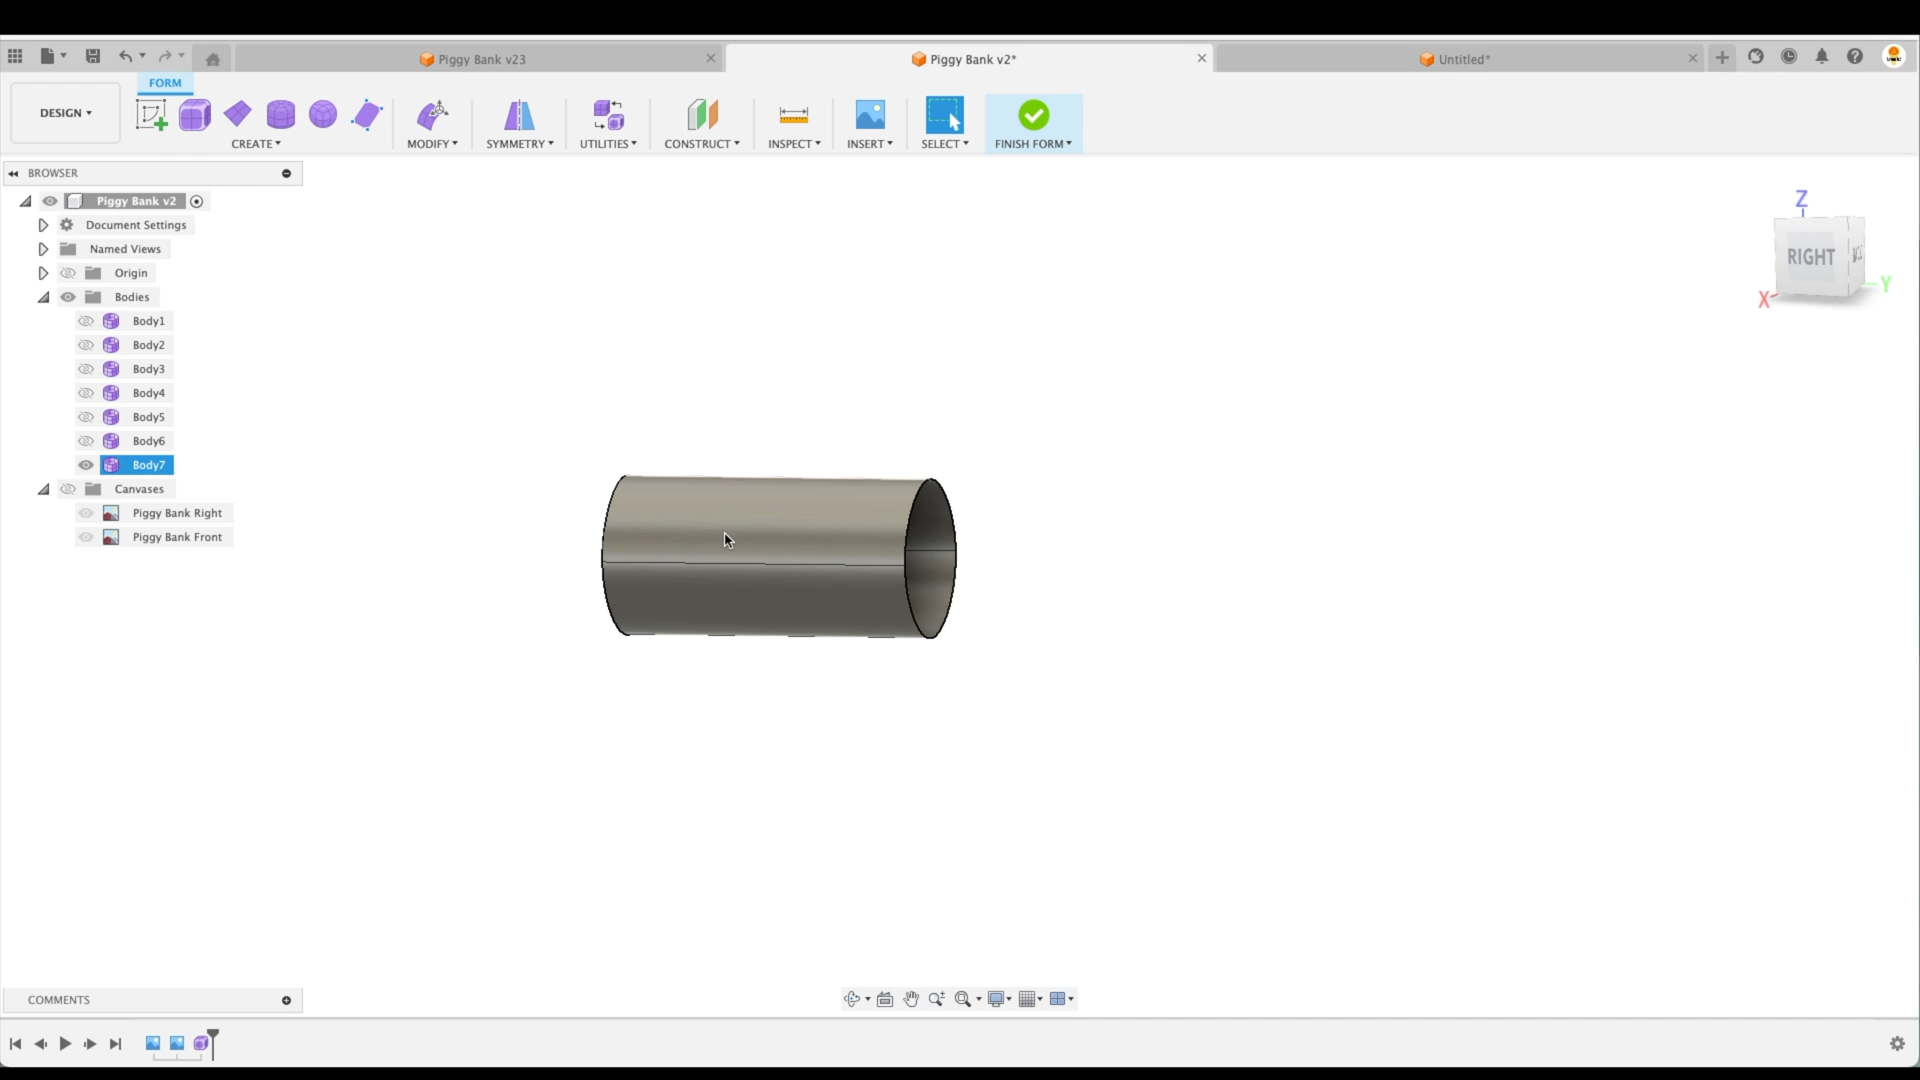 Piggy Bank v23
Piggy Bank v2*
Untitled*
FORM
DESIGN
CREATE
MODIFY
SYMMETRY
UTILITIES
CONSTRUCT
INSPECT
INSERT
SELECT
FINISH FORM
BROWSER
Piggy Bank v2
Document Settings
Named Views
Origin
Bodies
Body1
Body2
Body3
Body4
Body5
Body6
Body7
Canvases
Piggy Bank Right
Piggy Bank Front
Z
RIGHT
X
Y
COMMENTS